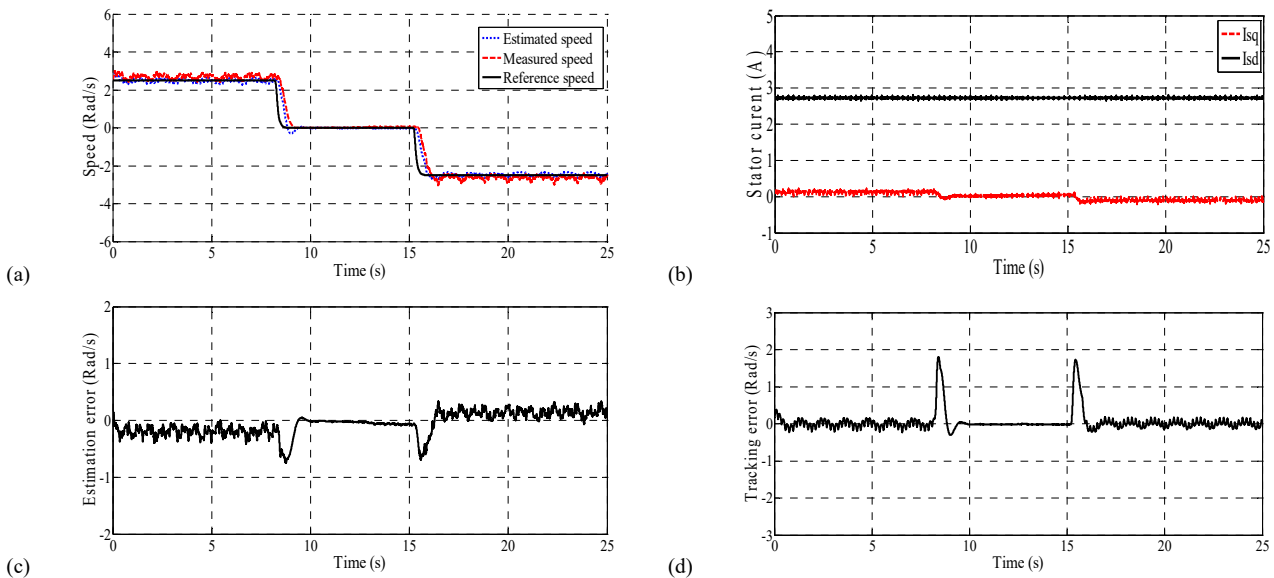 6
4
2
0
-2
-4
-6
Speed (Rad/s)
Estimated speed
Measured speed
Reference speed
0 5 10 15 20 25
Time (s)
(a)
5
4
3
2
1
0
-1
Stator curent (A)
Isq
Isd
0 5 10 15 20 25
Time (s)
(b)
2
1
0
-1
-2
Estimation error (Rad/s)
0 5 10 15 20 25
Time (s)
(c)
3
2
1
0
-1
-2
-3
Tracking error (Rad/s)
0 5 10 15 20 25
Time (s)
(d)